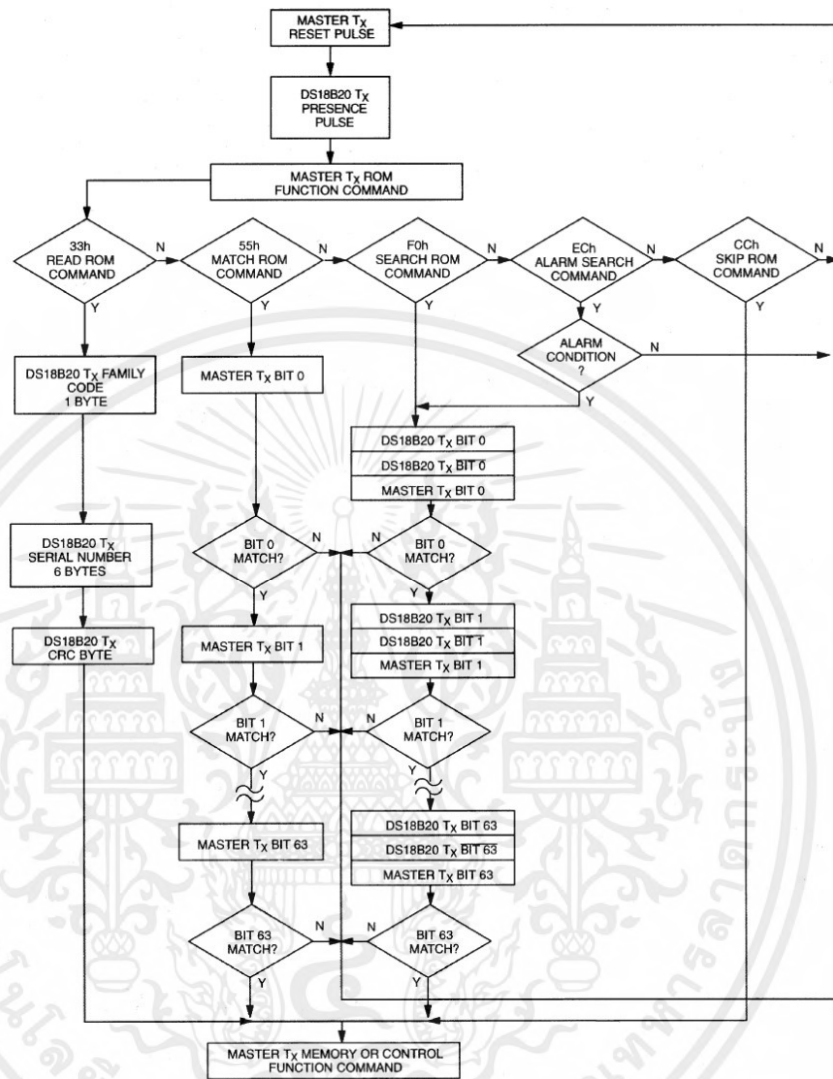 MASTER TX
RESET PULSE
DS18B20 TX
PRESENCE
PULSE
MASTER TX ROM
FUNCTION COMMAND
33h
READ ROM
COMMAND
N
Y
55h
MATCH ROM
COMMAND
N
Y
F0h
SEARCH ROM
COMMAND
N
Y
ECh
ALARM SEARCH
COMMAND
N
Y
CCh
SKIP ROM
COMMAND
N
Y
ALARM
CONDITION
?
N
Y
DS18B20 TX FAMILY
CODE
1 BYTE
DS18B20 TX
SERIAL NUMBER
6 BYTES
DS18B20 TX
CRC BYTE
MASTER TX BIT 0
BIT 0
MATCH?
N
Y
MASTER TX BIT 1
BIT 1
MATCH?
N
Y
MASTER TX BIT 63
BIT 63
MATCH?
N
Y
DS18B20 TX BIT 0
DS18B20 TX B̅I̅T̅ ̅0̅
MASTER TX BIT 0
BIT 0
MATCH?
N
Y
DS18B20 TX BIT 1
DS18B20 TX B̅I̅T̅ ̅1̅
MASTER TX BIT 1
BIT 1
MATCH?
N
Y
DS18B20 TX BIT 63
DS18B20 TX B̅I̅T̅ ̅6̅3̅
MASTER TX BIT 63
BIT 63
MATCH?
N
Y
MASTER TX MEMORY OR CONTROL
FUNCTION COMMAND